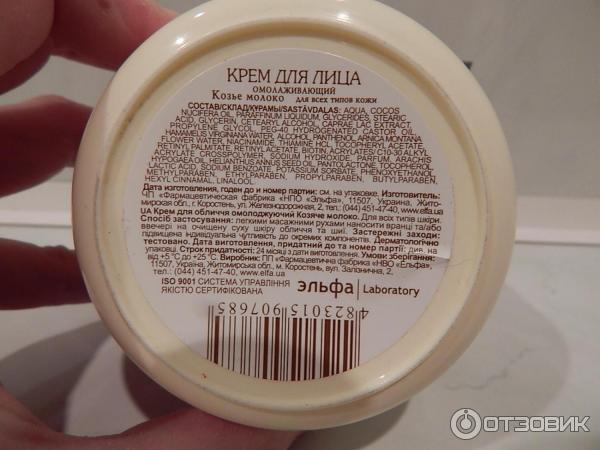 КРЕМ ДЛЯ ЛИЦА
ОМОЛАЖИВАЮЩИЙ
Козье молоко для всех типов кожи
СОСТАВ/СКЛАД/ҚҰРАМЫ/SASTĀVDAĻAS: AQUA, COCOS
NUCIFERA OIL, PARAFFINUM LIQUIDUM, GLYCERIDES, STEARIC
ACID, GLYCERIN, CETEARYL ALCOHOL, CAPRAE LAC EXTRACT,
PROPYLENE GLYCOL, PEG-40 HYDROGENATED CASTOR OIL,
HAMAMELIS VIRGINIANA WATER, ALCOHOL, PANTHENOL, ARNICA MONTANA
FLOWER WATER, NIACINAMIDE, THIAMINE HCL, TOCOPHERYL ACETATE,
RETINYL PALMITATE, RETINYL ACETATE, BIOTIN, ACRYLATES/C10-30 ALKYL
ACRYLATE CROSSPOLYMER, SODIUM HYDROXIDE, PARFUM, ARACHIS
HYPOGAEA OIL, HELIANTHUS ANNUS SEED OIL, PANTOLACTONE, TOCOPHEROL,
CITRIC ACID, SODIUM BENZOATE, POTASSIUM SORBATE, PHENOXYETHANOL,
METHYLPARABEN, ETHYLPARABEN, PROPYLPARABEN, BUTYLPARABEN,
HEXYL CINNAMAL, LINALOOL.
Дата изготовления, годен до и номер партии: см. на упаковке. Изготовитель:
ЧП «Фармацевтическая фабрика «НПО «Эльфа», 11507, Украина, Жито-
мирская обл., г. Коростень, ул. Железнодорожная, 2, т. (044) 451-47-40, www.elfa.ua
UA Крем для обличчя омолоджуючий Козяче молоко. Для всіх типів шкіри.
Спосіб застосування: легкими масажними рухами наносити вранці та/або
ввечері на очищену суху шкіру обличчя та шиї. Застережні заходи:
індивідуальна чутливість до окремих компонентів. Дерматологічно
тестовано. Дата виготовлення, придатний до та номер партії: див. на
упаковці. Строк придатності: 24 місяці з дати виготовлення. Умови зберігання:
від +5 °С до +25 °С. Виробник: ПП «Фармацевтична фабрика «НВО «Ельфа»,
11507, Україна, Житомирська обл., м. Коростень, вул. Залізнична, 2,
т. (044) 451-47-40, www.elfa.ua
ISO 9001 СИСТЕМА УПРАВЛІННЯ
ЯКІСТЮ СЕРТИФІКОВАНА
эльфа | Laboratory
4823015907685
ОТЗОВИК